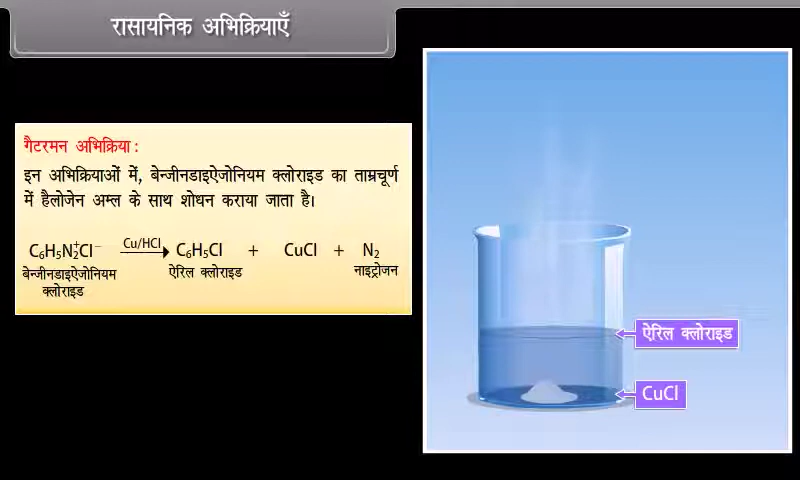 रासायनिक अभिक्रियाएँ
गैटरमन अभिक्रिया :
इन अभिक्रियाओं में, बेन्जीनडाइऐजोनियम क्लोराइड का ताम्रचूर्ण
में हैलोजेन अम्ल के साथ शोधन कराया जाता है।
C₆H₅N₂⁺Cl⁻ Cu/HCl C₆H₅Cl + CuCl + N₂
बेन्जीनडाइऐजोनियम ऐरिल क्लोराइड नाइट्रोजन
क्लोराइड
ऐरिल क्लोराइड
CuCl